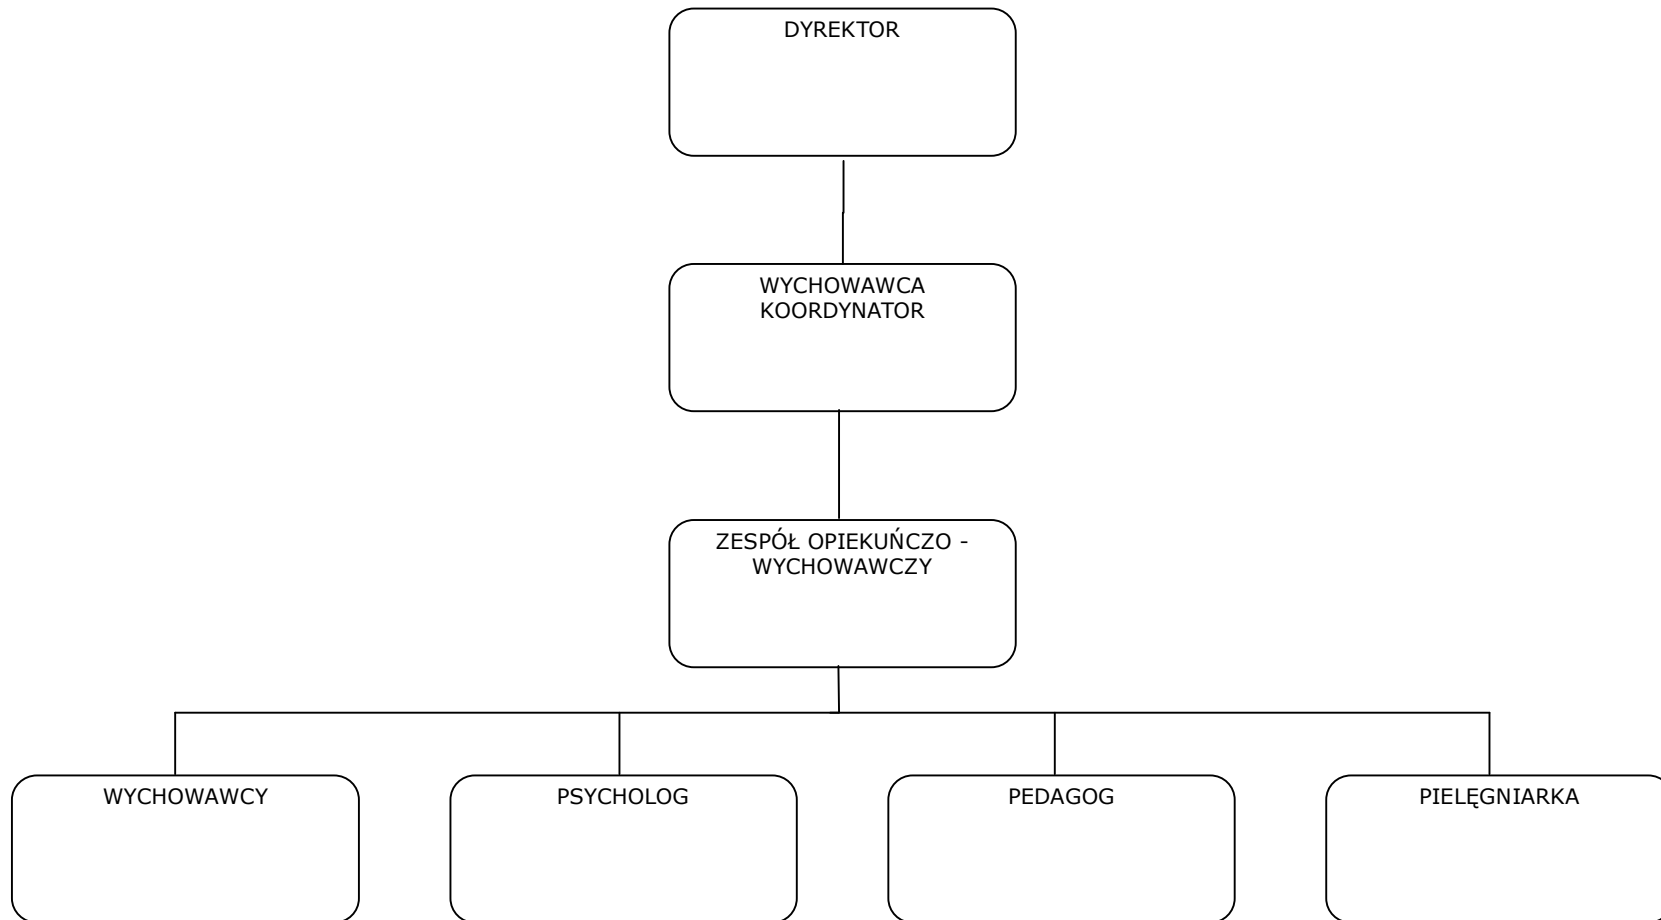 DYREKTOR
WYCHOWAWCA
KOORDYNATOR
ZESPÓŁ OPIEKUŃCZO -
WYCHOWAWCZY
WYCHOWAWCY
PSYCHOLOG
PEDAGOG
PIELĘGNIARKA